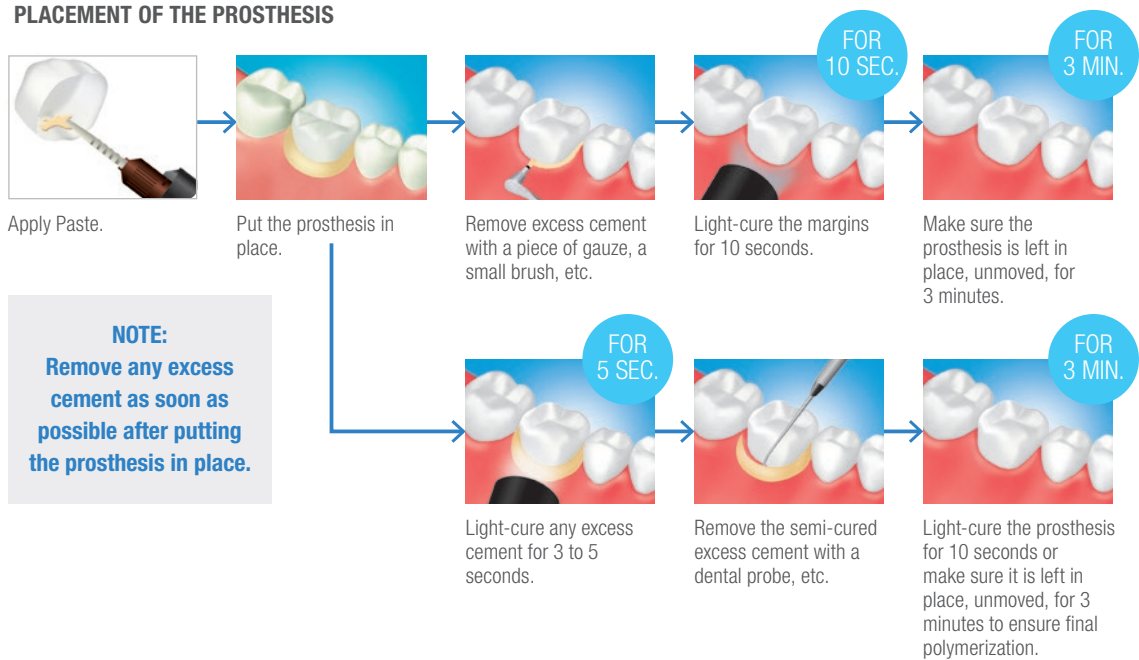 PLACEMENT OF THE PROSTHESIS
Apply Paste.
Put the prosthesis in
place.
Remove excess cement
with a piece of gauze, a
small brush, etc.
FOR
10 SEC.
Light-cure the margins
for 10 seconds.
FOR
3 MIN.
Make sure the
prosthesis is left in
place, unmoved, for
3 minutes.
NOTE:
Remove any excess
cement as soon as
possible after putting
the prosthesis in place.
FOR
5 SEC.
Light-cure any excess
cement for 3 to 5
seconds.
Remove the semi-cured
excess cement with a
dental probe, etc.
FOR
3 MIN.
Light-cure the prosthesis
for 10 seconds or
make sure it is left in
place, unmoved, for 3
minutes to ensure final
polymerization.